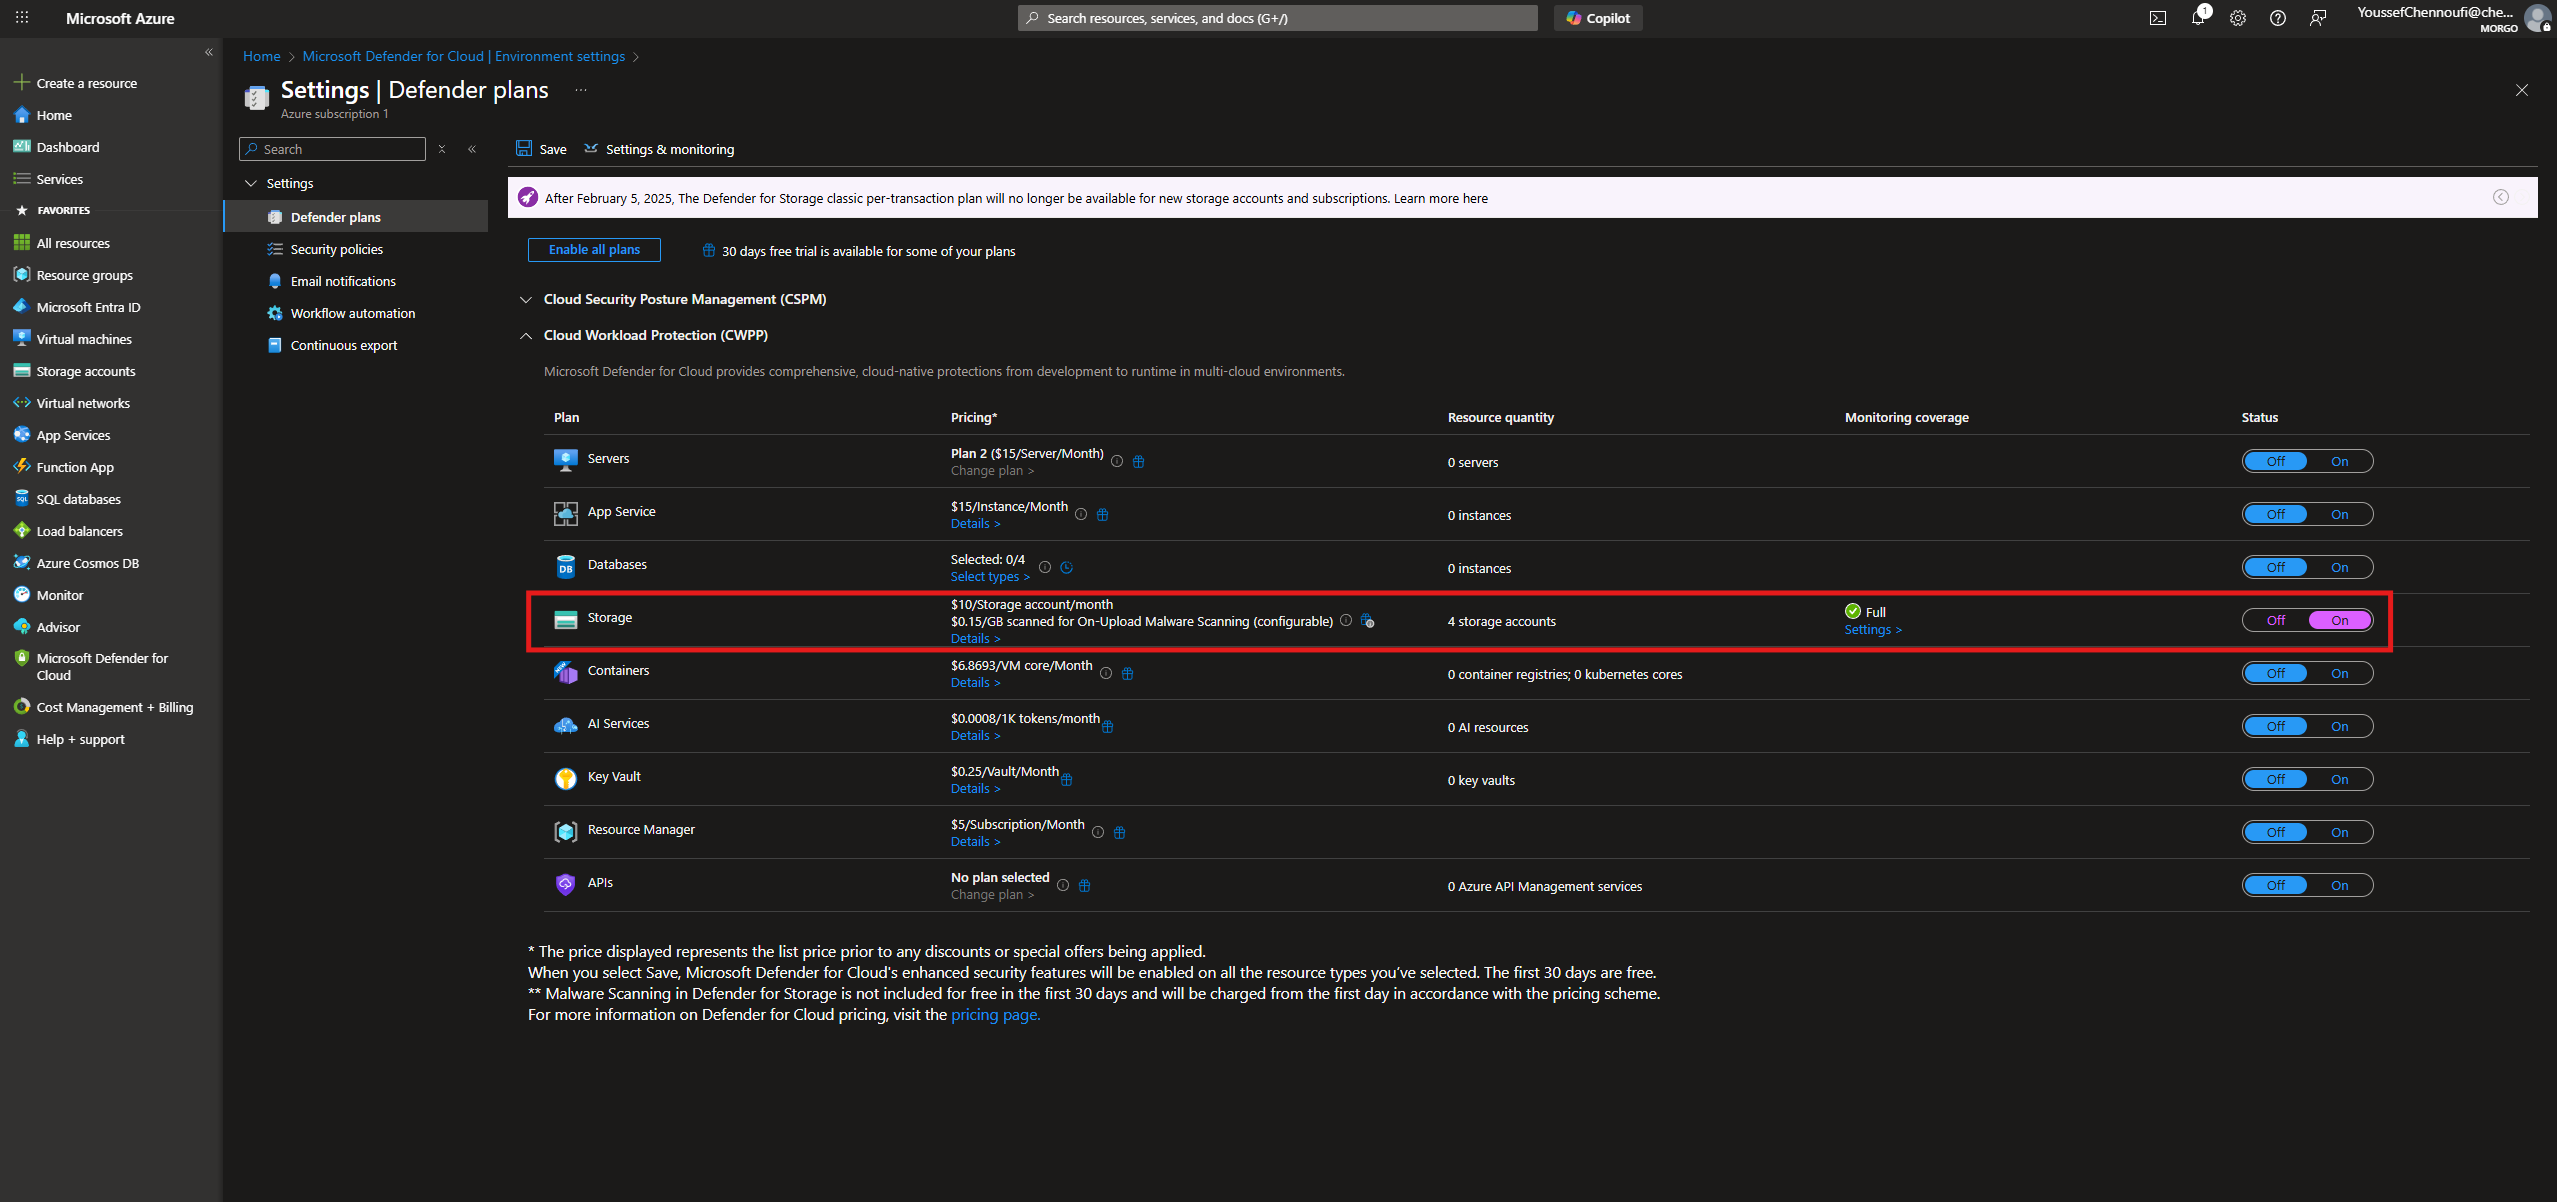 Microsoft Azure
Search resources, services, and docs (G+/)
Copilot
1
YoussefChennoufi@che...
MORGO
Create a resource
Home
Dashboard
Services
FAVORITES
All resources
Resource groups
Microsoft Entra ID
Virtual machines
Storage accounts
Virtual networks
App Services
Function App
SQL databases
Load balancers
Azure Cosmos DB
Monitor
Advisor
Microsoft Defender for
Cloud
Cost Management + Billing
Help + support
Home > Microsoft Defender for Cloud | Environment settings >
Settings | Defender plans ...
Azure subscription 1
Search
Settings
Defender plans
Security policies
Email notifications
Workflow automation
Continuous export
Save Settings & monitoring
After February 5, 2025, The Defender for Storage classic per-transaction plan will no longer be available for new storage accounts and subscriptions. Learn more here
Enable all plans 30 days free trial is available for some of your plans
Cloud Security Posture Management (CSPM)
Cloud Workload Protection (CWPP)
Microsoft Defender for Cloud provides comprehensive, cloud-native protections from development to runtime in multi-cloud environments.
Plan Pricing* Resource quantity Monitoring coverage Status
Servers Plan 2 ($15/Server/Month) 0 servers Off On
Change plan >
App Service $15/Instance/Month 0 instances Off On
Details >
Databases Selected: 0/4 0 instances Off On
DB
Select types >
Storage $10/Storage account/month
$0.15/GB scanned for On-Upload Malware Scanning (configurable) 4 storage accounts Full Off On
Details > Settings >
Containers $6.8693/VM core/Month 0 container registries; 0 kubernetes cores Off On
NEW
Details >
AI Services $0.0008/1K tokens/month 0 AI resources Off On
Details >
Key Vault $0.25/Vault/Month 0 key vaults Off On
Details >
Resource Manager $5/Subscription/Month Off On
Details >
APIs No plan selected 0 Azure API Management services Off On
Change plan >
* The price displayed represents the list price prior to any discounts or special offers being applied.
When you select Save, Microsoft Defender for Cloud's enhanced security features will be enabled on all the resource types you've selected. The first 30 days are free.
** Malware Scanning in Defender for Storage is not included for free in the first 30 days and will be charged from the first day in accordance with the pricing scheme.
For more information on Defender for Cloud pricing, visit the pricing page.